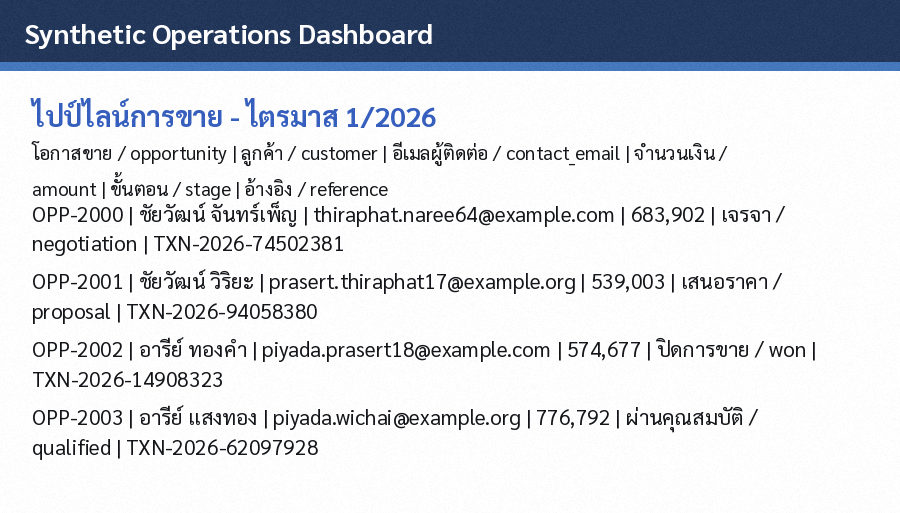 Synthetic Operations Dashboard
ไปป์ไลน์การขาย - ไตรมาส 1/2026
โอกาสขาย / opportunity | ลูกค้า / customer | อีเมลผู้ติดต่อ / contact_email | จำนวนเงิน /
amount | ขั้นตอน / stage | อ้างอิง / reference
OPP-2000 | ชัยวัฒน์ จันทร์เพ็ญ | thiraphat.naree64@example.com | 683,902 | เจรจา /
negotiation | TXN-2026-74502381
OPP-2001 | ชัยวัฒน์ วิริยะ | prasert.thiraphat17@example.org | 539,003 | เสนอราคา /
proposal | TXN-2026-94058380
OPP-2002 | อารีย์ ทองคำ | piyada.prasert18@example.com | 574,677 | ปิดการขาย / won |
TXN-2026-14908323
OPP-2003 | อารีย์ แสงทอง | piyada.wichai@example.org | 776,792 | ผ่านคุณสมบัติ /
qualified | TXN-2026-62097928